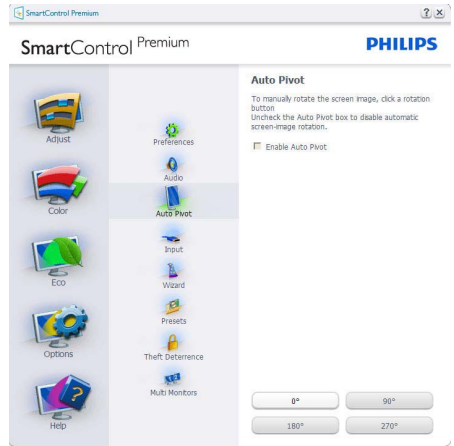 SmartControl Premium
? ×
SmartControl Premium
PHILIPS
Adjust
Color
Eco
Options
Help
Preferences
Audio
Auto Pivot
Input
Wizard
Presets
Theft Deterrence
Multi Monitors
Auto Pivot
To manually rotate the screen image, click a rotation
button
Uncheck the Auto Pivot box to disable automatic
screen-image rotation.
Enable Auto Pivot
0° 90°
180° 270°